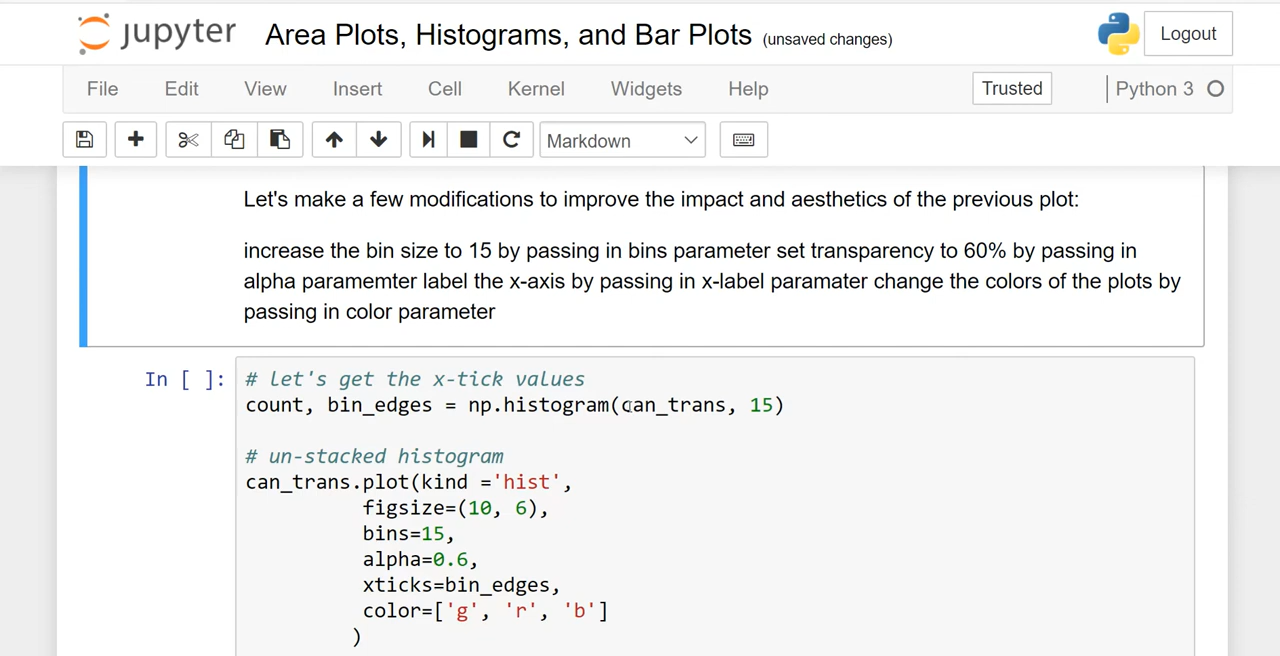 jupyter Area Plots, Histograms, and Bar Plots (unsaved changes) Logout
File Edit View Insert Cell Kernel Widgets Help Trusted Python 3
Markdown
Let's make a few modifications to improve the impact and aesthetics of the previous plot:
increase the bin size to 15 by passing in bins parameter set transparency to 60% by passing in
alpha paramemter label the x-axis by passing in x-label paramater change the colors of the plots by
passing in color parameter
In [ ]: # Let's get the x-tick values
count, bin_edges = np.histogram(can_trans, 15)
# un-stacked histogram
can_trans.plot(kind ='hist',
figsize=(10, 6),
bins=15,
alpha=0.6,
xticks=bin_edges,
color=['g', 'r', 'b']
)